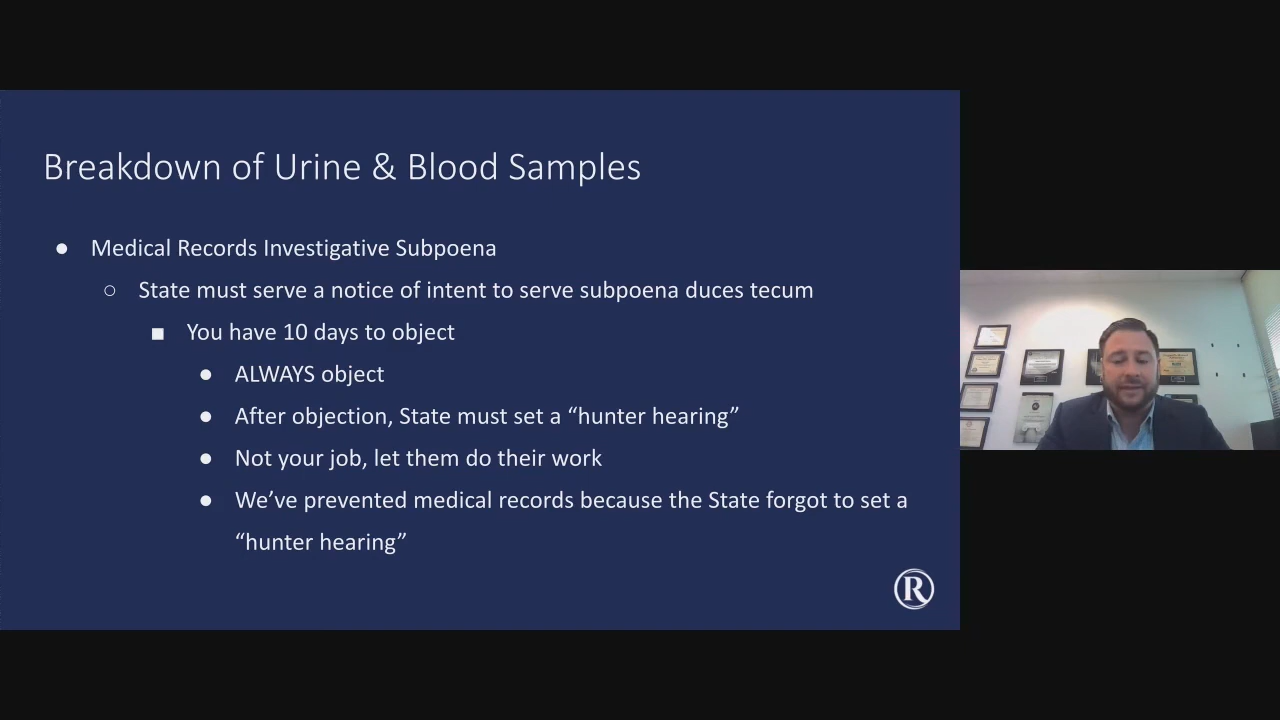 Breakdown of Urine & Blood Samples
● Medical Records Investigative Subpoena
○ State must serve a notice of intent to serve subpoena duces tecum
■ You have 10 days to object
● ALWAYS object
● After objection, State must set a “hunter hearing”
● Not your job, let them do their work
● We’ve prevented medical records because the State forgot to set a
“hunter hearing”
R